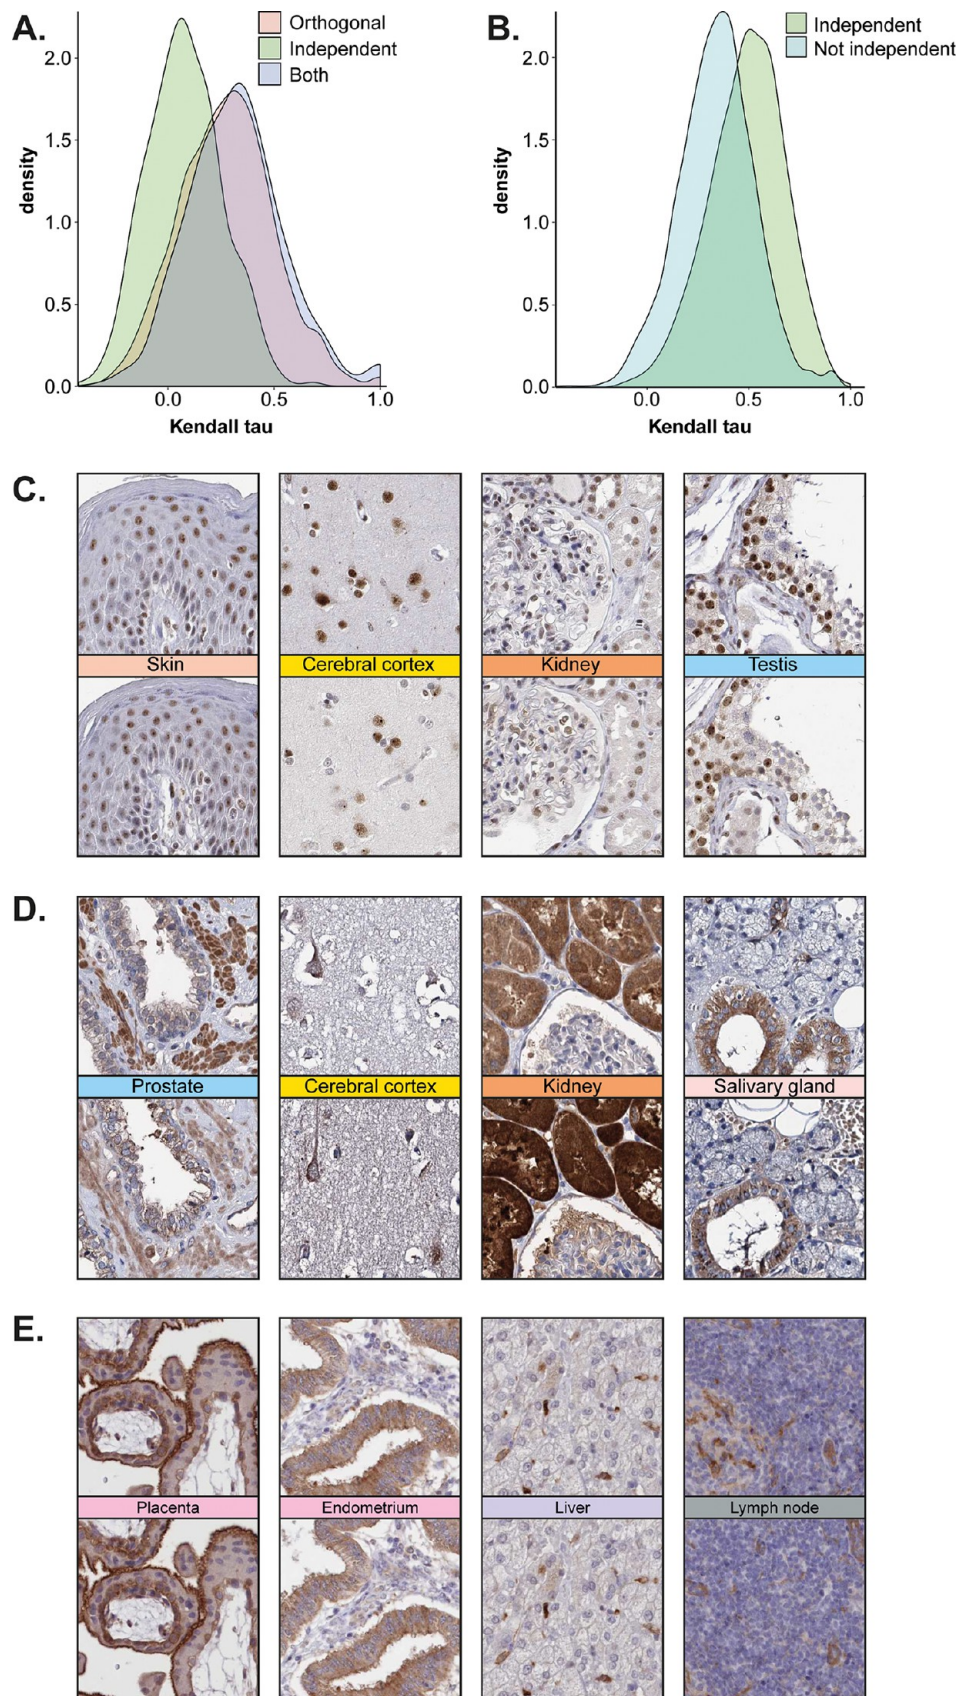 A.
Orthogonal
Independent
Both
2.0
1.5
1.0
0.5
0.0
density
0.0 0.5 1.0
Kendall tau
B.
Independent
Not independent
2.0
1.5
1.0
0.5
0.0
density
0.0 0.5 1.0
Kendall tau
C.
Skin
Cerebral cortex
Kidney
Testis
D.
Prostate
Cerebral cortex
Kidney
Salivary gland
E.
Placenta
Endometrium
Liver
Lymph node